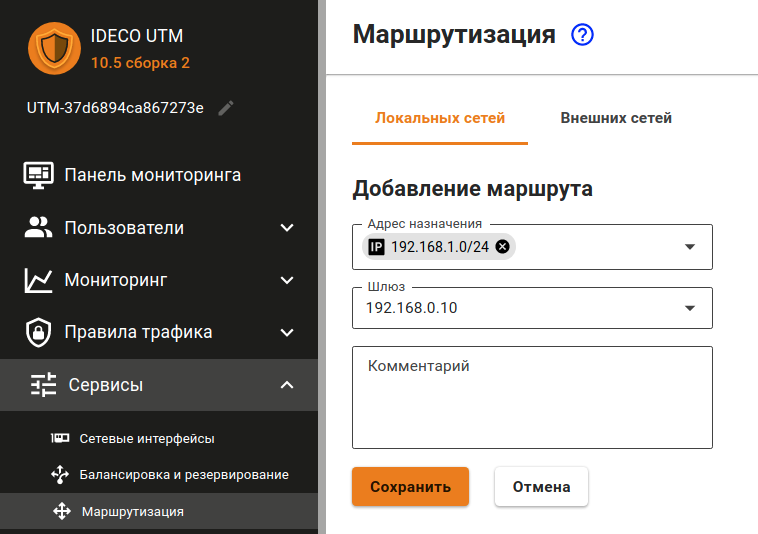 IDECO UTM
10.5 сборка 2
UTM-37d6894ca867273e
Панель мониторинга
Пользователи
Мониторинг
Правила трафика
Сервисы
Сетевые интерфейсы
Балансировка и резервирование
Маршрутизация
Маршрутизация ?
Локальных сетей Внешних сетей
Добавление маршрута
Адрес назначения
IP 192.168.1.0/24
Шлюз
192.168.0.10
Комментарий
Сохранить Отмена